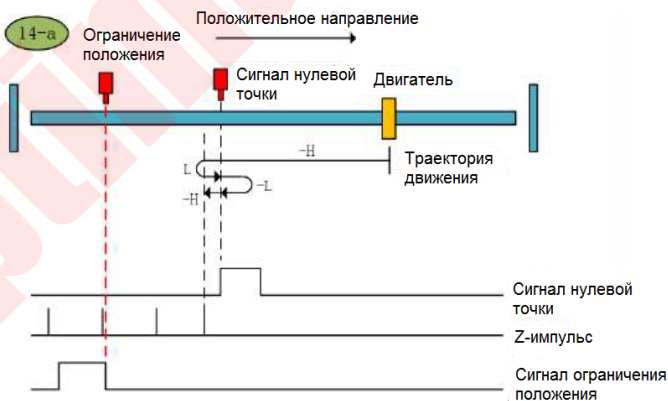 14-a
Положительное направление
Ограничение
положения
Сигнал нулевой
точки
Двигатель
-H
L
-L
-H
Траектория
движения
Сигнал нулевой
точки
Z-импульс
Сигнал ограничения
положения